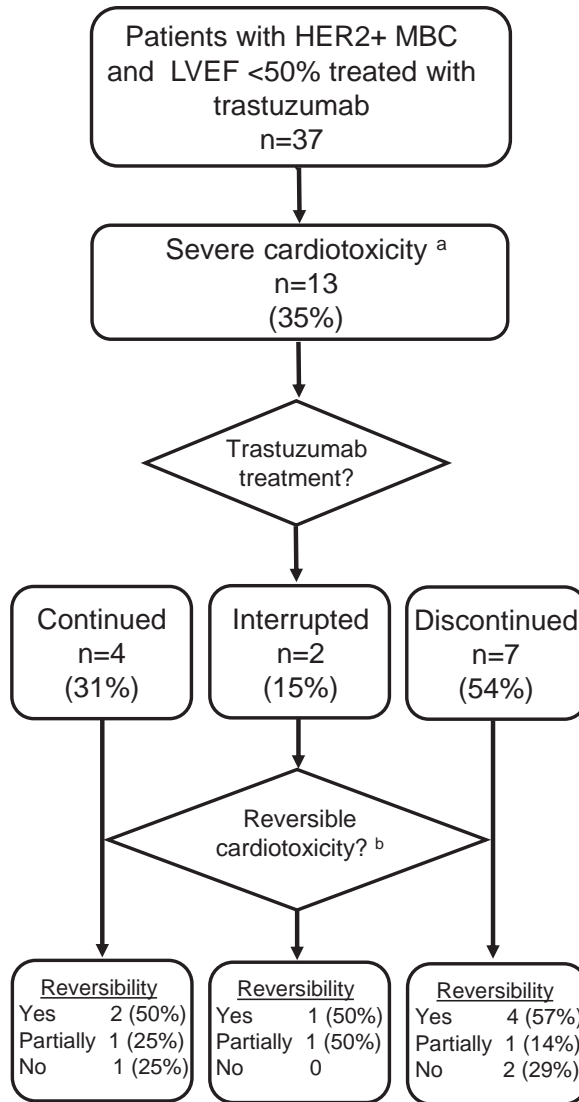 Patients with HER2+ MBC
and LVEF <50% treated with
trastuzumab
n=37
Severe cardiotoxicity a
n=13
(35%)
Trastuzumab
treatment?
Continued
n=4
(31%)
Interrupted
n=2
(15%)
Discontinued
n=7
(54%)
Reversible
cardiotoxicity? b
Reversibility
Yes 2 (50%)
Partially 1 (25%)
No 1 (25%)
Reversibility
Yes 1 (50%)
Partially 1 (50%)
No 0
Reversibility
Yes 4 (57%)
Partially 1 (14%)
No 2 (29%)